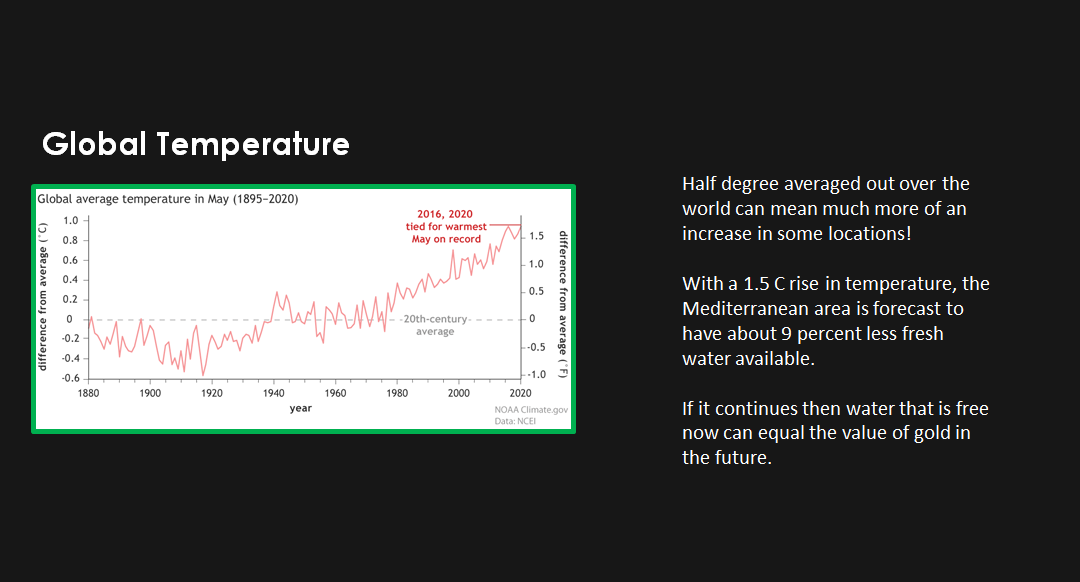 Global Temperature
Global average temperature in May (1895–2020)
difference from average (˚C)
1.0
0.8
0.6
0.4
0.2
0
-0.2
-0.4
-0.6
2016, 2020
tied for warmest
May on record
20th-century
average
1.5
1.0
0.5
0
-0.5
-1.0
difference from average (˚F)
1880
1900
1920
1940
1960
1980
2000
2020
year
NOAA Climate.gov
Data: NCEI
Half degree averaged out over the
world can mean much more of an
increase in some locations!
With a 1.5 C rise in temperature, the
Mediterranean area is forecast to
have about 9 percent less fresh
water available.
If it continues then water that is free
now can equal the value of gold in
the future.